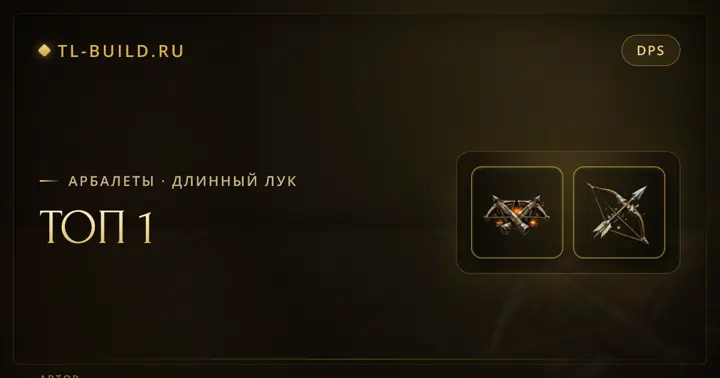 TL-BUILD.RU
DPS
АРБАЛЕТЫ · ДЛИННЫЙ ЛУК
ТОП 1